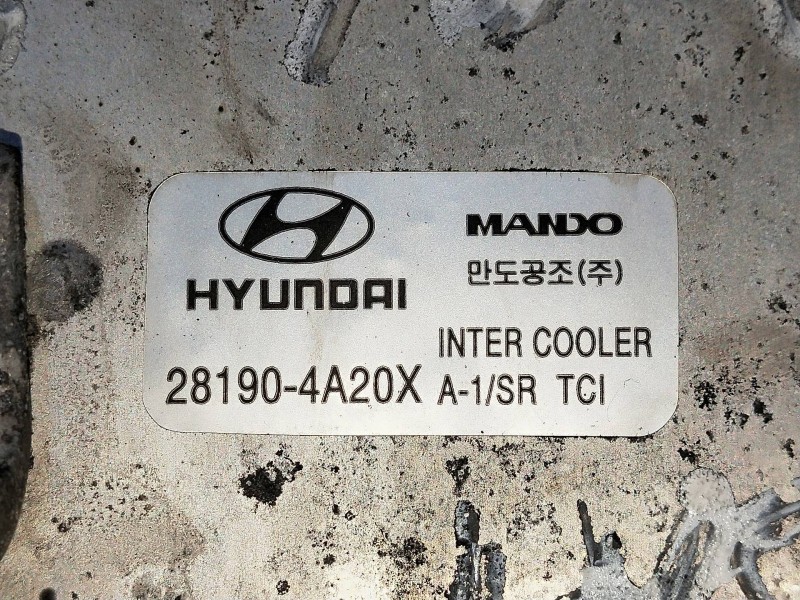 HYUNDAI
MANDO
만도공조(주)
INTER COOLER
28190-4A20X A-1/SR TCI